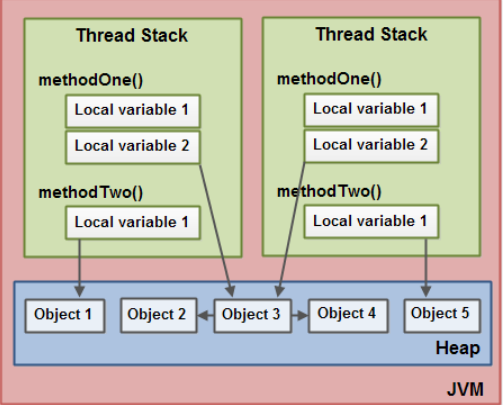 Thread Stack
methodOne()
Local variable 1
Local variable 2
methodTwo()
Local variable 1
Thread Stack
methodOne()
Local variable 1
Local variable 2
methodTwo()
Local variable 1
Object 1
Object 2
Object 3
Object 4
Object 5
Heap
JVM